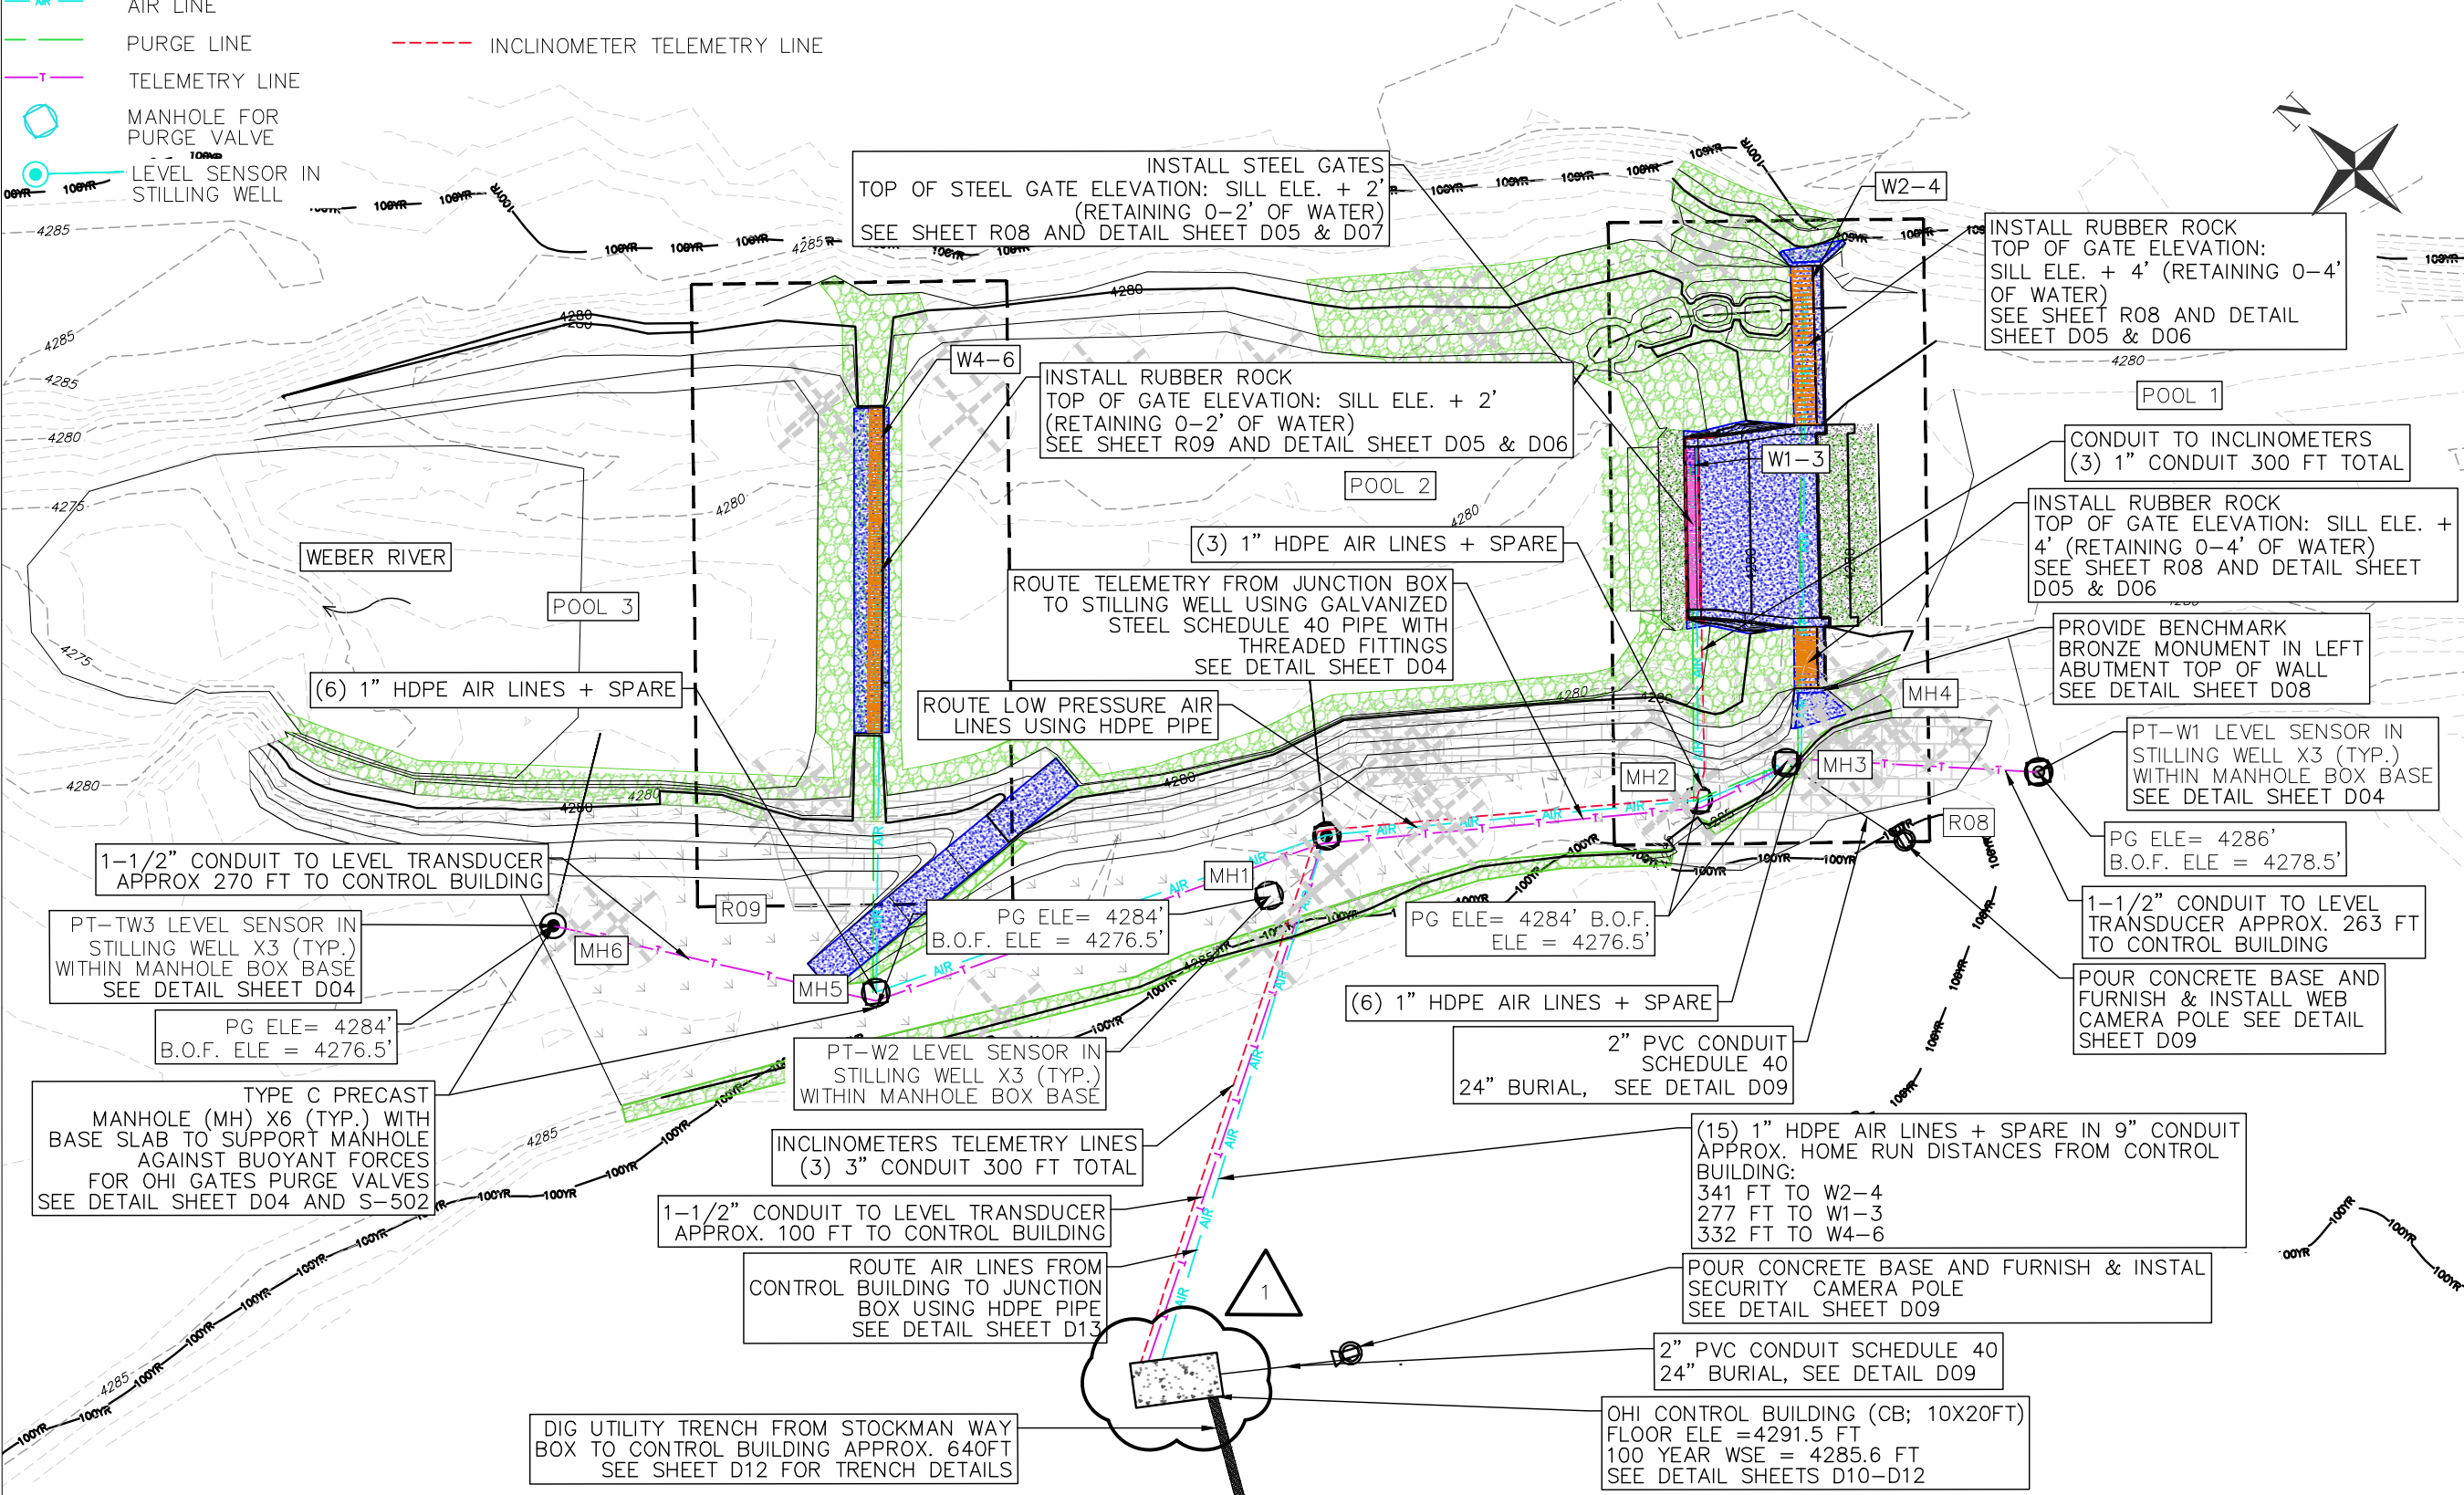 AIR LINE
PURGE LINE
INCLINOMETER TELEMETRY LINE
TELEMETRY LINE
MANHOLE FOR
PURGE VALVE
LEVEL SENSOR IN
STILLING WELL
N
INSTALL STEEL GATES
TOP OF STEEL GATE ELEVATION: SILL ELE. + 2'
(RETAINING 0-2' OF WATER)
SEE SHEET R08 AND DETAIL SHEET D05 & D07
W2-4
INSTALL RUBBER ROCK
TOP OF GATE ELEVATION:
SILL ELE. + 4' (RETAINING 0-4'
OF WATER)
SEE SHEET R08 AND DETAIL
SHEET D05 & D06
W4-6
INSTALL RUBBER ROCK
TOP OF GATE ELEVATION: SILL ELE. + 2'
(RETAINING 0-2' OF WATER)
SEE SHEET R09 AND DETAIL SHEET D05 & D06
POOL 1
W1-3
CONDUIT TO INCLINOMETERS
(3) 1" CONDUIT 300 FT TOTAL
POOL 2
INSTALL RUBBER ROCK
TOP OF GATE ELEVATION: SILL ELE. +
4' (RETAINING 0-4' OF WATER)
SEE SHEET R08 AND DETAIL SHEET
D05 & D06
WEBER RIVER
(3) 1" HDPE AIR LINES + SPARE
POOL 3
ROUTE TELEMETRY FROM JUNCTION BOX
TO STILLING WELL USING GALVANIZED
STEEL SCHEDULE 40 PIPE WITH
THREADED FITTINGS
SEE DETAIL SHEET D04
PROVIDE BENCHMARK
BRONZE MONUMENT IN LEFT
ABUTMENT TOP OF WALL
SEE DETAIL SHEET D08
(6) 1" HDPE AIR LINES + SPARE
ROUTE LOW PRESSURE AIR
LINES USING HDPE PIPE
MH4
PT-W1 LEVEL SENSOR IN
STILLING WELL X3 (TYP.)
WITHIN MANHOLE BOX BASE
SEE DETAIL SHEET D04
MH2
MH3
R08
PG ELE= 4286'
B.O.F. ELE = 4278.5'
1-1/2" CONDUIT TO LEVEL TRANSDUCER
APPROX 270 FT TO CONTROL BUILDING
MH1
R09
PG ELE= 4284'
B.O.F. ELE = 4276.5'
PG ELE= 4284' B.O.F.
ELE = 4276.5'
1-1/2" CONDUIT TO LEVEL
TRANSDUCER APPROX. 263 FT
TO CONTROL BUILDING
PT-TW3 LEVEL SENSOR IN
STILLING WELL X3 (TYP.)
WITHIN MANHOLE BOX BASE
SEE DETAIL SHEET D04
MH6
MH5
(6) 1" HDPE AIR LINES + SPARE
POUR CONCRETE BASE AND
FURNISH & INSTALL WEB
CAMERA POLE SEE DETAIL
SHEET D09
PG ELE= 4284'
B.O.F. ELE = 4276.5'
PT-W2 LEVEL SENSOR IN
STILLING WELL X3 (TYP.)
WITHIN MANHOLE BOX BASE
2" PVC CONDUIT
SCHEDULE 40
24" BURIAL, SEE DETAIL D09
TYPE C PRECAST
MANHOLE (MH) X6 (TYP.) WITH
BASE SLAB TO SUPPORT MANHOLE
AGAINST BUOYANT FORCES
FOR OHI GATES PURGE VALVES
SEE DETAIL SHEET D04 AND S-502
INCLINOMETERS TELEMETRY LINES
(3) 3" CONDUIT 300 FT TOTAL
(15) 1" HDPE AIR LINES + SPARE IN 9" CONDUIT
APPROX. HOME RUN DISTANCES FROM CONTROL
BUILDING:
341 FT TO W2-4
277 FT TO W1-3
332 FT TO W4-6
1-1/2" CONDUIT TO LEVEL TRANSDUCER
APPROX. 100 FT TO CONTROL BUILDING
ROUTE AIR LINES FROM
CONTROL BUILDING TO JUNCTION
BOX USING HDPE PIPE
SEE DETAIL SHEET D13
1
POUR CONCRETE BASE AND FURNISH & INSTAL
SECURITY CAMERA POLE
SEE DETAIL SHEET D09
2" PVC CONDUIT SCHEDULE 40
24" BURIAL, SEE DETAIL D09
DIG UTILITY TRENCH FROM STOCKMAN WAY
BOX TO CONTROL BUILDING APPROX. 640FT
SEE SHEET D12 FOR TRENCH DETAILS
OHI CONTROL BUILDING (CB; 10X20FT)
FLOOR ELE =4291.5 FT
100 YEAR WSE = 4285.6 FT
SEE DETAIL SHEETS D10-D12